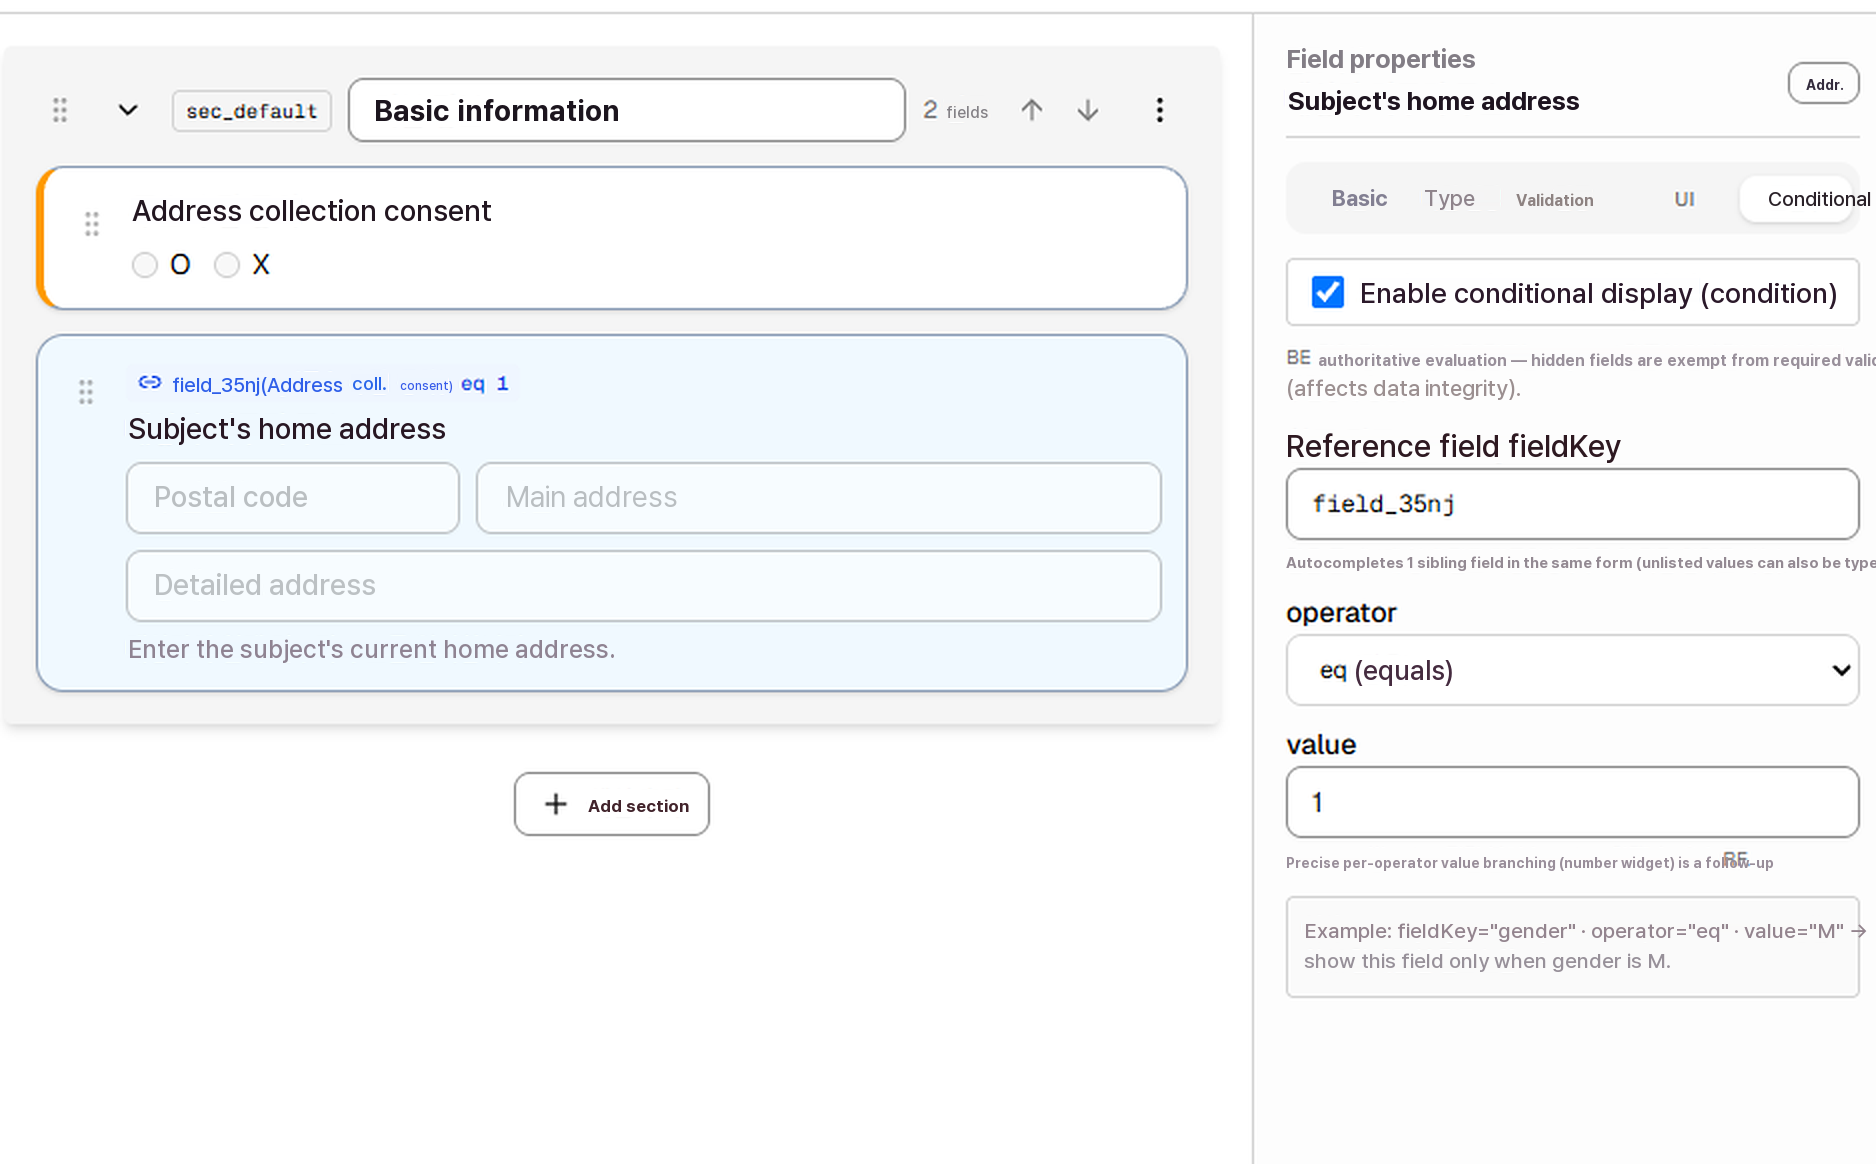 sec_default
Basic information
2 fields
Address collection consent
O X
field_35nj(Address coll. consent) eq 1
Subject's home address
Postal code
Main address
Detailed address
Enter the subject's current home address.
Add section
Field properties
Subject's home address
Addr.
Basic Type Validation UI Conditional
Enable conditional display (condition)
BE authoritative evaluation — hidden fields are exempt from required
(affects data integrity).
Reference field fieldKey
field_35nj
Autocompletes 1 sibling field in the same form (unlisted values can also be
operator
eq (equals)
value
1
Precise per-operator value branching (number widget) is a follow-up
BE
Example: fieldKey="gender" · operator="eq" · value="M" →
show this field only when gender is M.